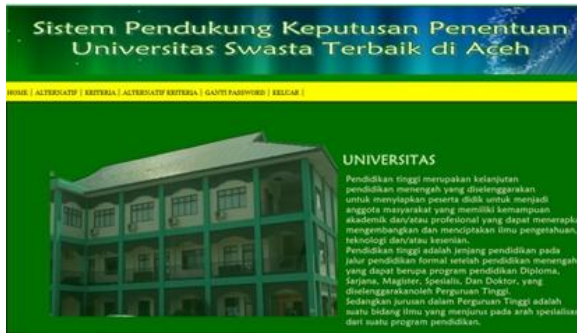 Sistem Pendukung Keputusan Penentuan
Universitas Swasta Terbaik di Aceh
HOME | ALTERNATIF | KRITERIA | ALTERNATIF KRITERIA | GANTI PASSWORD | KELUAR |
UNIVERSITAS
Pendidikan tinggi merupakan kelanjutan
pendidikan menengah yang diselenggarakan
untuk menyiapkan peserta didik untuk menjadi
anggota masyarakat yang memiliki kemampuan
akademik dan/atau profesional yang dapat menerapka
mengembangkan dan menciptakan ilmu pengetahuan,
teknologi dan/atau kesenian.
Pendidikan tinggi adalah jenjang pendidikan pada
jalur pendidikan formal setelah pendidikan menengah
yang dapat berupa program pendidikan Diploma,
Sarjana, Magister, Spesialis, Dan Doktor, yang
diselenggarakanoleh Perguruan Tinggi.
Sedangkan jurusan dalam Perguruan Tinggi adalah
suatu bidang ilmu yang menjurus pada arah spesialisas
dari suatu program pendidikan.